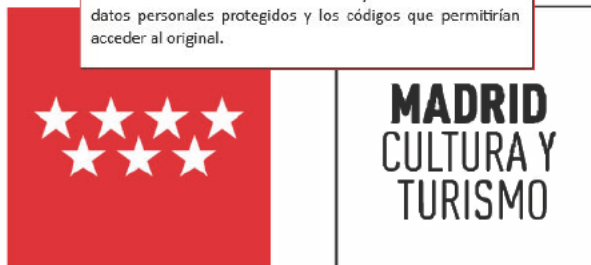 datos personales protegidos y los códigos que permitirían
acceder al original.
MADRID
CULTURA Y
TURISMO